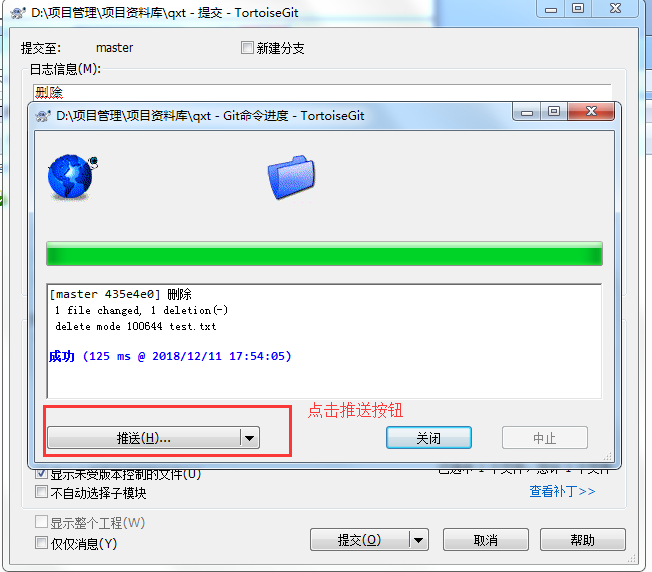 D:\项目管理\项目资料库\qxt - 提交 - TortoiseGit
提交至: master 新建分支
日志信息(M):
删除
D:\项目管理\项目资料库\qxt - Git命令进度 - TortoiseGit
[master 435e4e0] 删除
1 file changed, 1 deletion(-)
delete mode 100644 test.txt
成功 (125 ms @ 2018/12/11 17:54:05)
点击推送按钮
推送(H)... 关闭 中止
显示未受版本控制的文件(U)
不自动选择子模块 查看补丁>>
显示整个工程(W)
仅仅消息(Y) 提交(O) 取消 帮助